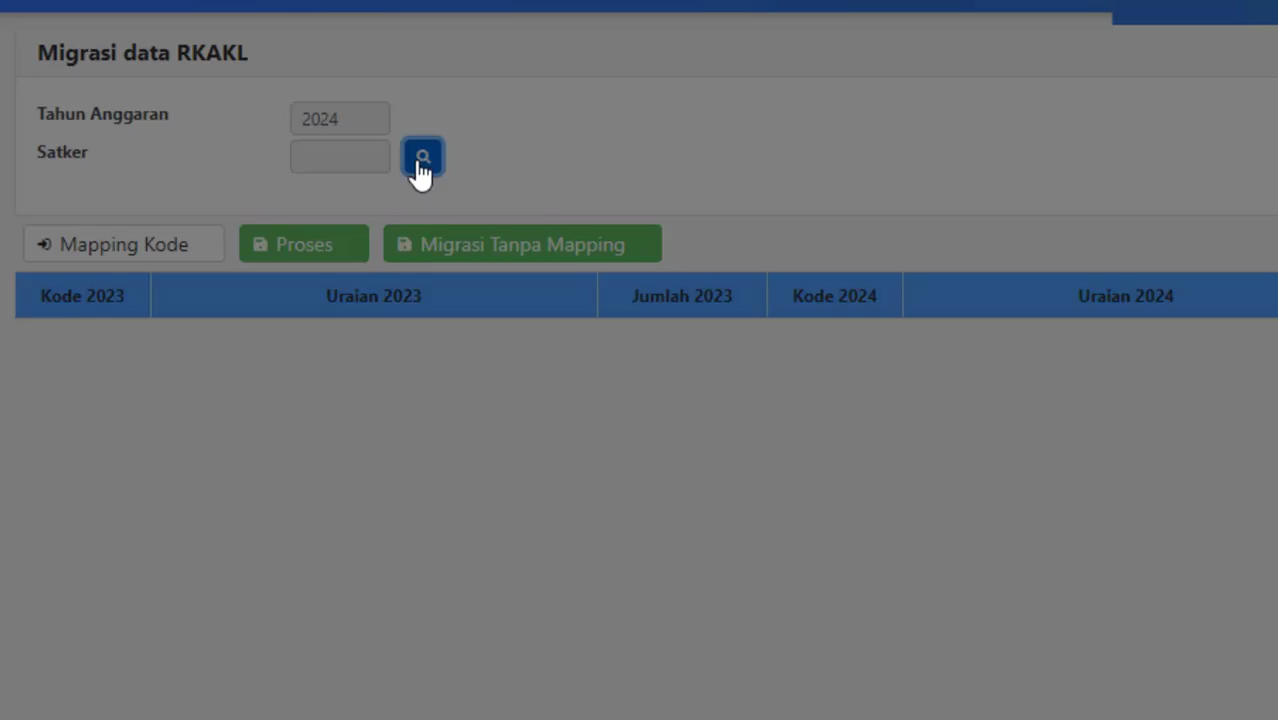 Migrasi data RKAKL
Tahun Anggaran 2024
Satker
Mapping Kode Proses Migrasi Tanpa Mapping
Kode 2023 Uraian 2023 Jumlah 2023 Kode 2024 Uraian 2024